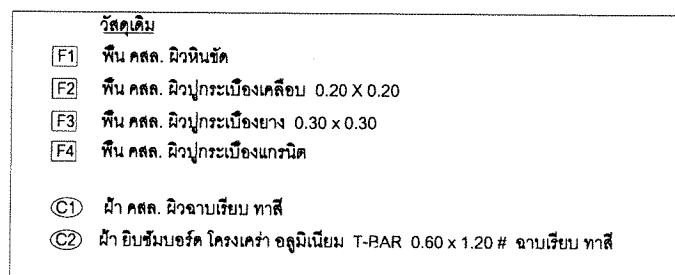 วัสดุเดิม
F1 พื้น คสล. ผิวหินขัด
F2 พื้น คสล. ผิวปูกระเบื้องเคลือบ 0.20 X 0.20
F3 พื้น คสล. ผิวปูกระเบื้องยาง 0.30 x 0.30
F4 พื้น คสล. ผิวปูกระเบื้องแกรนิต
C1 ฝ้า คสล. ผิวฉาบเรียบ ทาสี
C2 ฝ้า ยิบซัมบอร์ด โครงเคร่า อลูมิเนียม T-BAR 0.60 x 1.20 # ฉาบเรียบ ทาสี